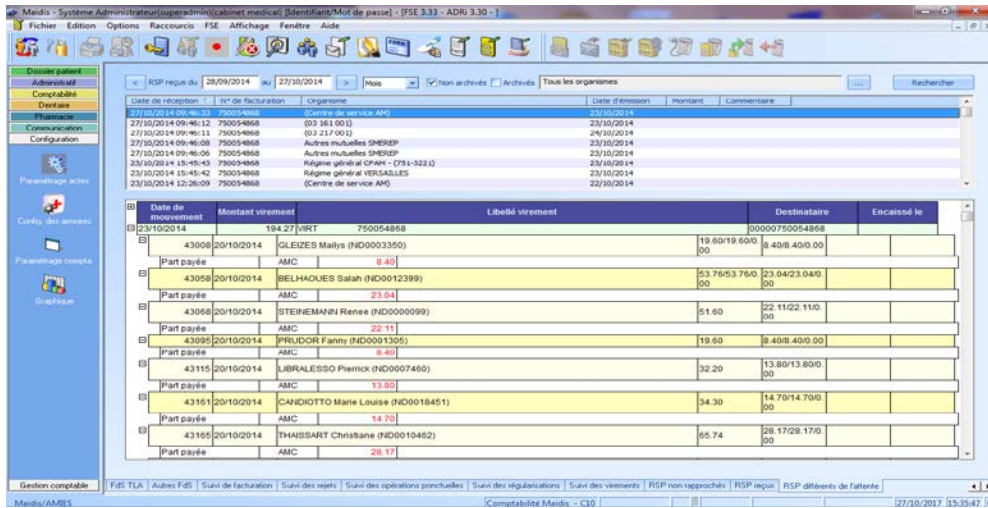 Maidis - Système Administrateur(superadmin)(cabinet medical) [Identifiant/Mot de passe] - [FSE 3.33 - ADRi 3.30 - ]
Fichier Edition Options Raccourcis FSE Affichage Fenêtre Aide
Dossier patient
Administratif
Comptabilité
Dentaire
Pharmacie
Communication
Configuration
Paramétrage actes
Config. des armoires
Paramétrage compta
Graphique
Gestion comptable
< RSP reçus du 28/09/2014 au 27/10/2014 > Mois Non archivés Archivés Tous les organismes ... Rechercher
Date de réception N° de facturation Organisme Date d'émission Montant Commentaire
27/10/2014 09:46:33 750054868 (Centre de service AM) 23/10/2014
27/10/2014 09:46:12 750054868 (03 161 001) 23/10/2014
27/10/2014 09:46:11 750054868 (03 217 001) 24/10/2014
27/10/2014 09:46:08 750054868 Autres mutuelles SMEREP 23/10/2014
27/10/2014 09:46:06 750054868 Autres mutuelles SMEREP 23/10/2014
23/10/2014 15:45:43 750054868 Régime général CPAM - (751-3221) 23/10/2014
23/10/2014 15:45:42 750054868 Régime général VERSAILLES 23/10/2014
23/10/2014 12:26:09 750054868 (Centre de service AM) 22/10/2014
Date de mouvement Montant virement Libellé virement Destinataire Encaissé le
23/10/2014 194.27 VIRT 750054868 00000750054868
43008 20/10/2014 GLEIZES Mailys (ND0003350) 19.60/19.60/0.00 8.40/8.40/0.00
Part payée AMC 8.40
43058 20/10/2014 BELHAOUES Salah (ND0012399) 53.76/53.76/0.00 23.04/23.04/0.00
Part payée AMC 23.04
43068 20/10/2014 STEINEMANN Renee (ND0000099) 51.60 22.11/22.11/0.00
Part payée AMC 22.11
43095 20/10/2014 PRUDOR Fanny (ND0001305) 19.60 8.40/8.40/0.00
Part payée AMC 8.40
43115 20/10/2014 LIBRALESSO Pierrick (ND0007460) 32.20 13.80/13.80/0.00
Part payée AMC 13.80
43161 20/10/2014 CANDIOTTO Marie Louise (ND0018451) 34.30 14.70/14.70/0.00
Part payée AMC 14.70
43165 20/10/2014 THAISSART Christiane (ND0010462) 65.74 28.17/28.17/0.00
Part payée AMC 28.17
FdS TLA Autres FdS Suivi de facturation Suivi des rejets Suivi des opérations ponctuelles Suivi des régularisations Suivi des virements RSP non rapprochés RSP reçus RSP différents de l'attente
Maidis/AMIES Comptabilité Maidis - C10 27/10/2017 15:35:47